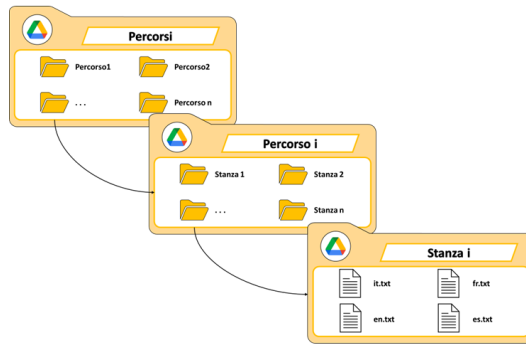 Percorsi
Percorso1
Percorso2
...
Percorso n
Percorso i
Stanza 1
Stanza 2
...
Stanza n
Stanza i
it.txt
fr.txt
en.txt
es.txt